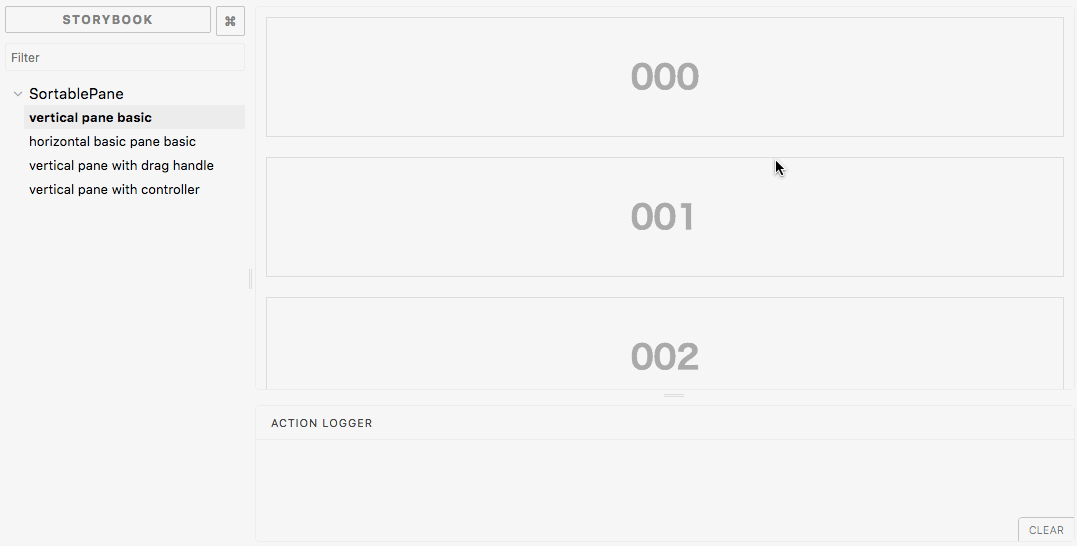 STORYBOOK
⌘
Filter
SortablePane
vertical pane basic
horizontal basic pane basic
vertical pane with drag handle
vertical pane with controller
000
001
002
ACTION LOGGER
CLEAR